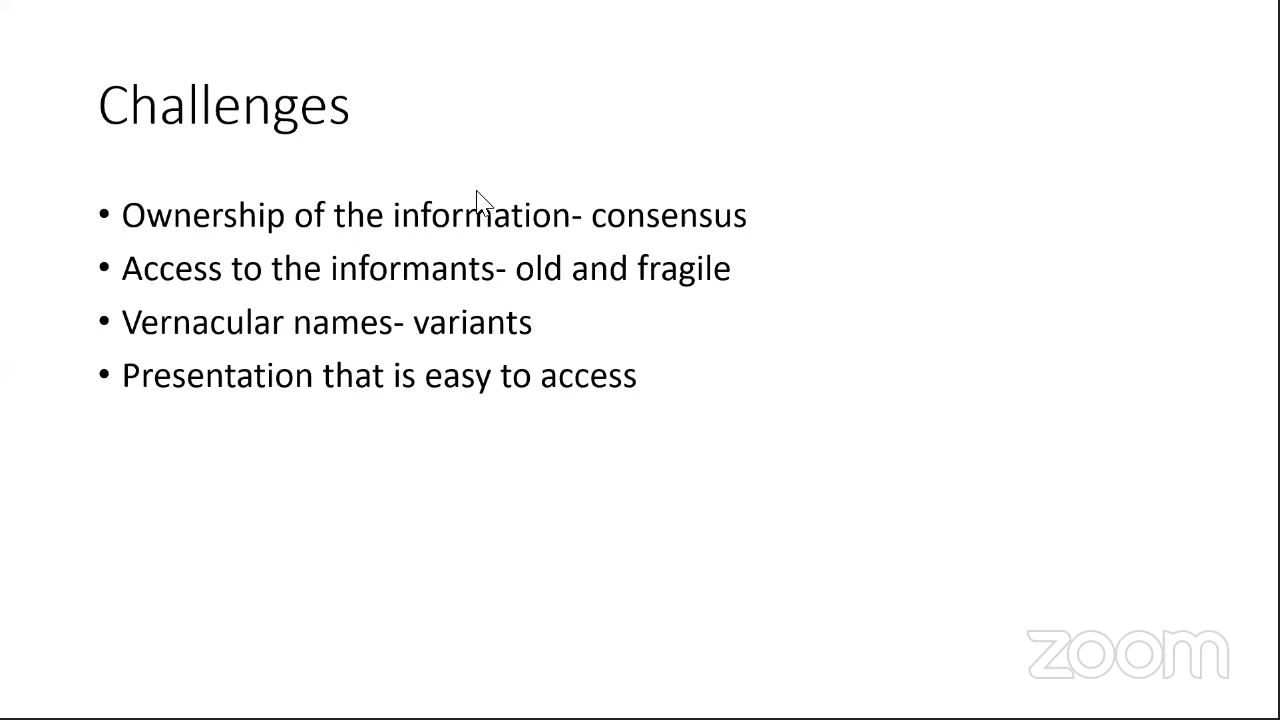 Challenges
• Ownership of the information- consensus
• Access to the informants- old and fragile
• Vernacular names- variants
• Presentation that is easy to access
zoom